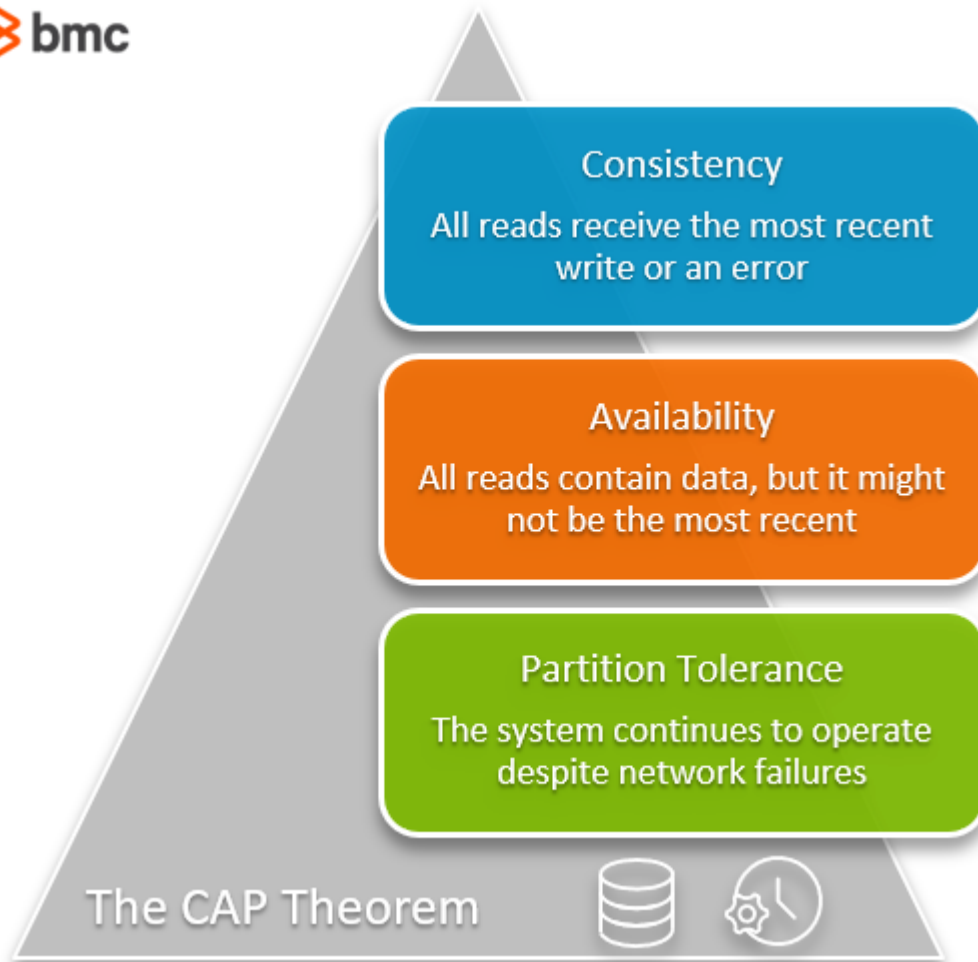 bmc
Consistency
All reads receive the most recent
write or an error
Availability
All reads contain data, but it might
not be the most recent
Partition Tolerance
The system continues to operate
despite network failures
The CAP Theorem